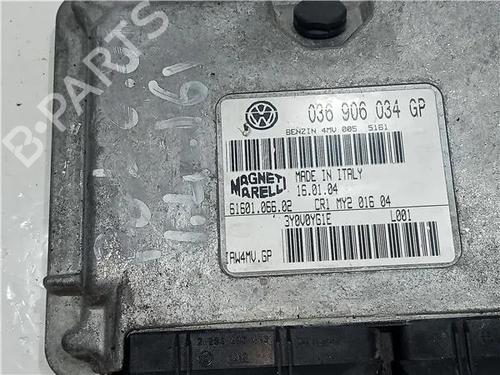 B-PARTS
036 906 034 GP
BENZIN 4MV 005 5161
MAGNETI MARELLI
MADE IN ITALY
16.01.04
61601.066.02 CR1 MY2 016 04
3Y0V0YG1E L001
IAW4MV.GP